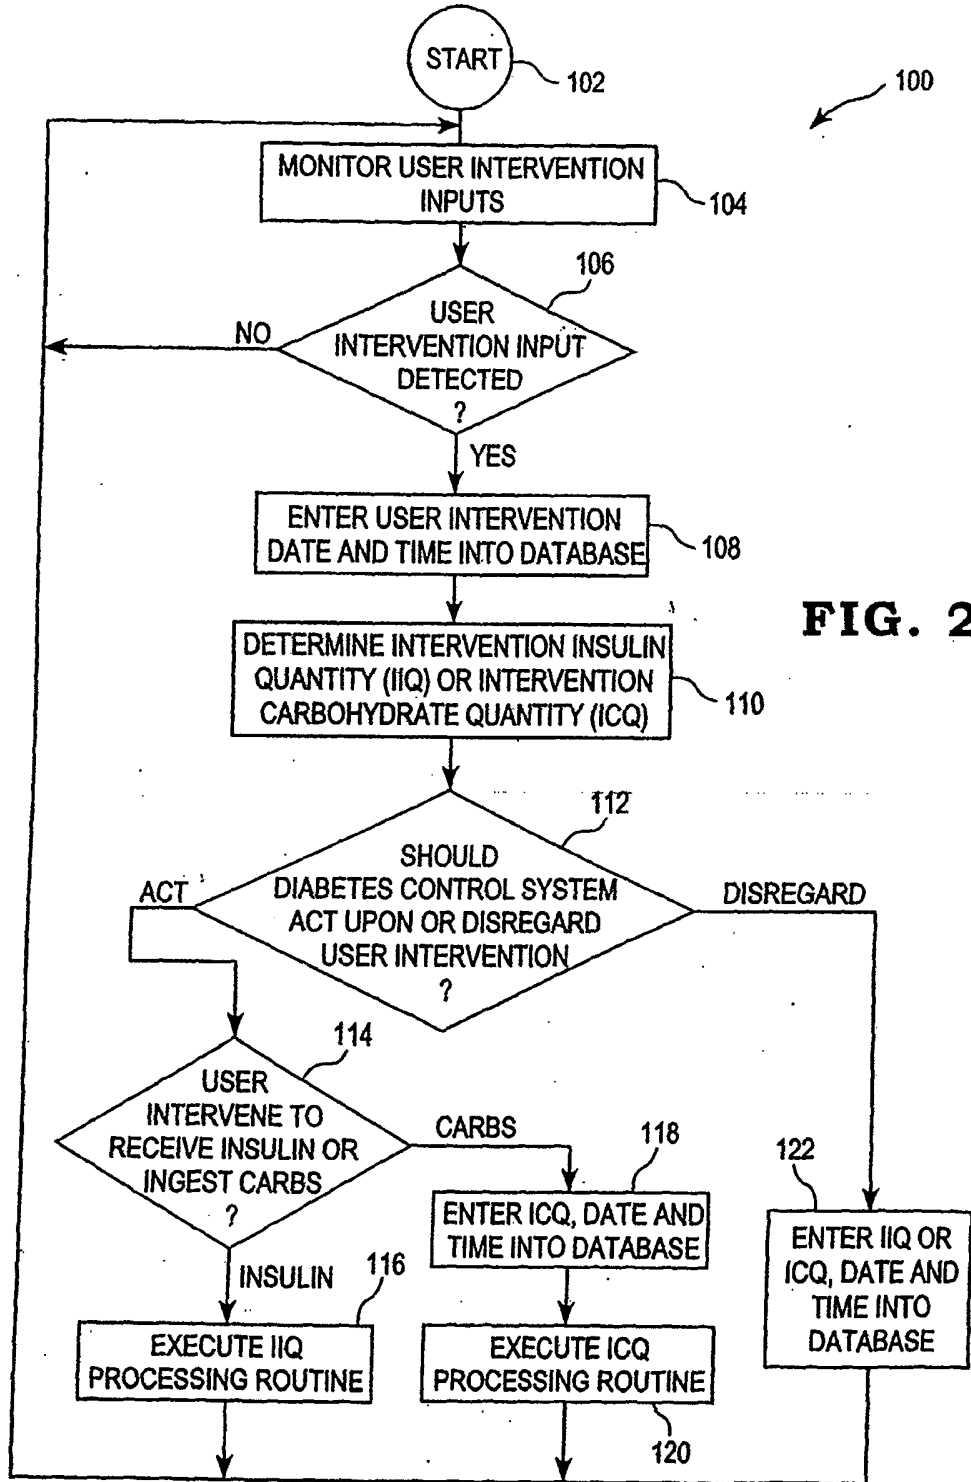 START
102
100
MONITOR USER INTERVENTION
INPUTS
104
106
USER
INTERVENTION INPUT
DETECTED
?
NO
YES
ENTER USER INTERVENTION
DATE AND TIME INTO DATABASE
108
FIG. 2
DETERMINE INTERVENTION INSULIN
QUANTITY (IIQ) OR INTERVENTION
CARBOHYDRATE QUANTITY (ICQ)
110
112
SHOULD
DIABETES CONTROL SYSTEM
ACT UPON OR DISREGARD
USER INTERVENTION
?
ACT
DISREGARD
114
USER
INTERVENE TO
RECEIVE INSULIN OR
INGEST CARBS
?
CARBS
INSULIN
118
ENTER ICQ, DATE AND
TIME INTO DATABASE
122
ENTER IIQ OR
ICQ, DATE AND
TIME INTO
DATABASE
116
EXECUTE IIQ
PROCESSING ROUTINE
EXECUTE ICQ
PROCESSING ROUTINE
120